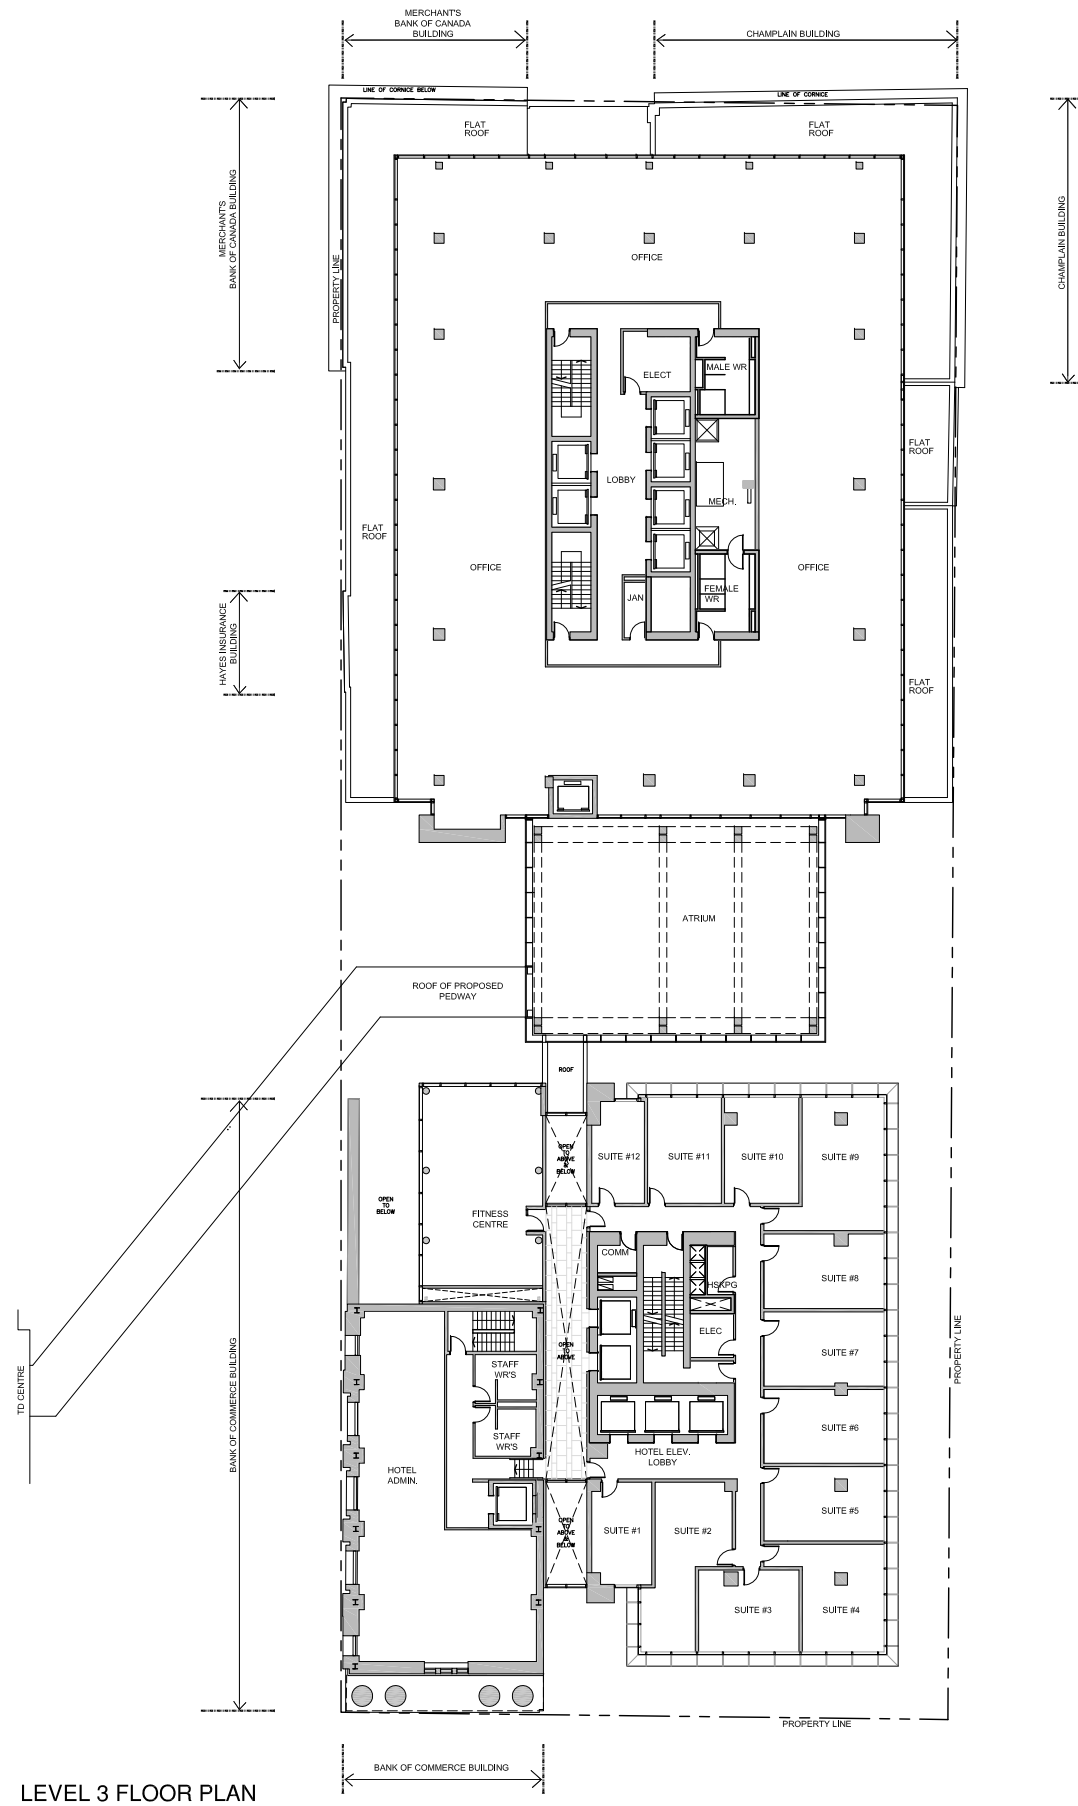 MERCHANT'S
BANK OF CANADA
BUILDING
CHAMPLAIN BUILDING
LINE OF CORNICE BELOW
LINE OF CORNICE
FLAT
ROOF
FLAT
ROOF
MERCHANT'S
BANK OF CANADA BUILDING
PROPERTY LINE
CHAMPLAIN BUILDING
OFFICE
ELECT
MALE WR
LOBBY
MECH.
FLAT
ROOF
FLAT
ROOF
OFFICE
OFFICE
JAN
FEMALE
WR
HAYES INSURANCE
BUILDING
FLAT
ROOF
ATRIUM
ROOF OF PROPOSED
PEDWAY
ROOF
OPEN
TO
ABOVE
&
BELOW
SUITE #12
SUITE #11
SUITE #10
SUITE #9
OPEN
TO
BELOW
FITNESS
CENTRE
COMM
HSKPG
SUITE #8
ELEC
OPEN
TO
ABOVE
SUITE #7
PROPERTY LINE
TD CENTRE
BANK OF COMMERCE BUILDING
STAFF
WR'S
STAFF
WR'S
SUITE #6
HOTEL ELEV.
LOBBY
HOTEL
ADMIN.
OPEN
TO
ABOVE
&
BELOW
SUITE #1
SUITE #2
SUITE #5
SUITE #3
SUITE #4
PROPERTY LINE
BANK OF COMMERCE BUILDING
LEVEL 3 FLOOR PLAN